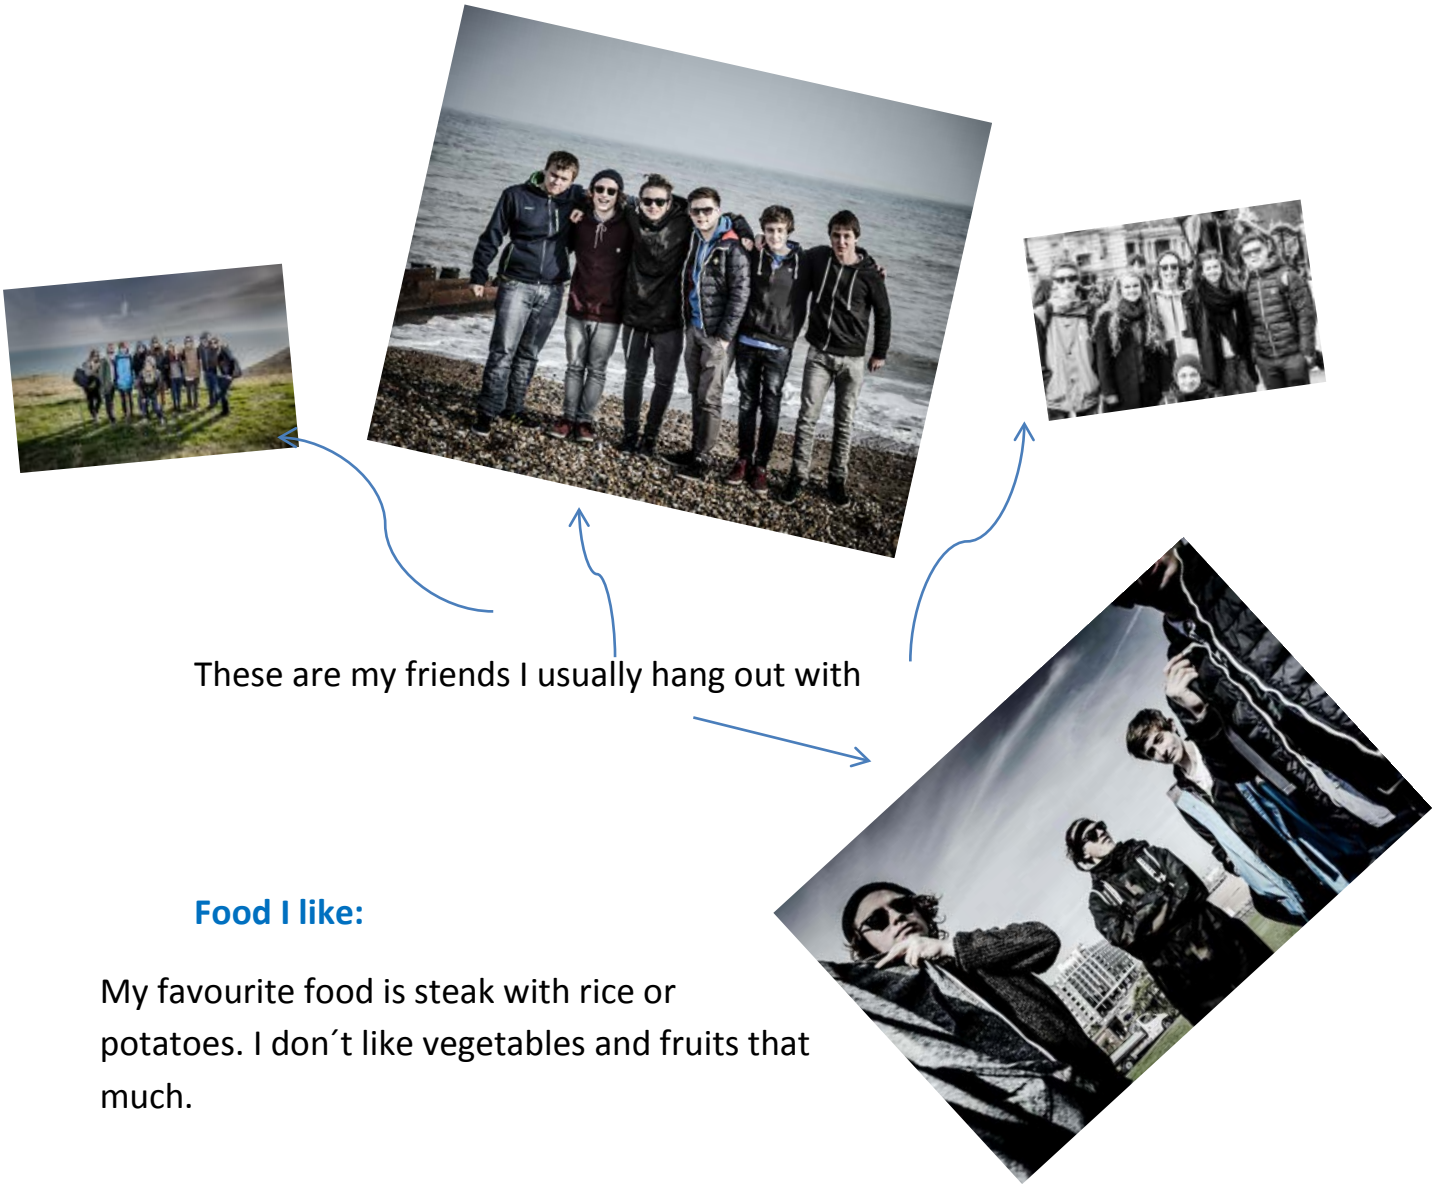 These are my friends I usually hang out with
Food I like:
My favourite food is steak with rice or
potatoes. I don´t like vegetables and fruits that
much.